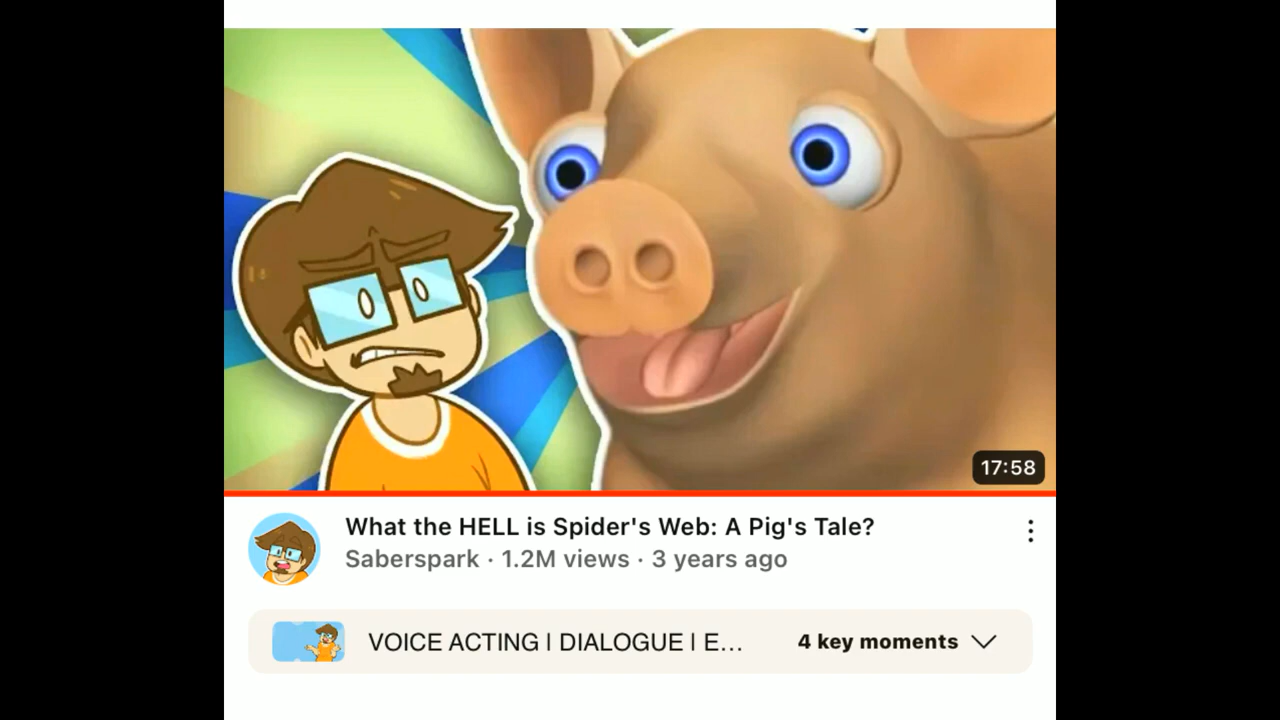 17:58
What the HELL is Spider's Web: A Pig's Tale?
Saberspark · 1.2M views · 3 years ago
VOICE ACTING | DIALOGUE | E... 4 key moments